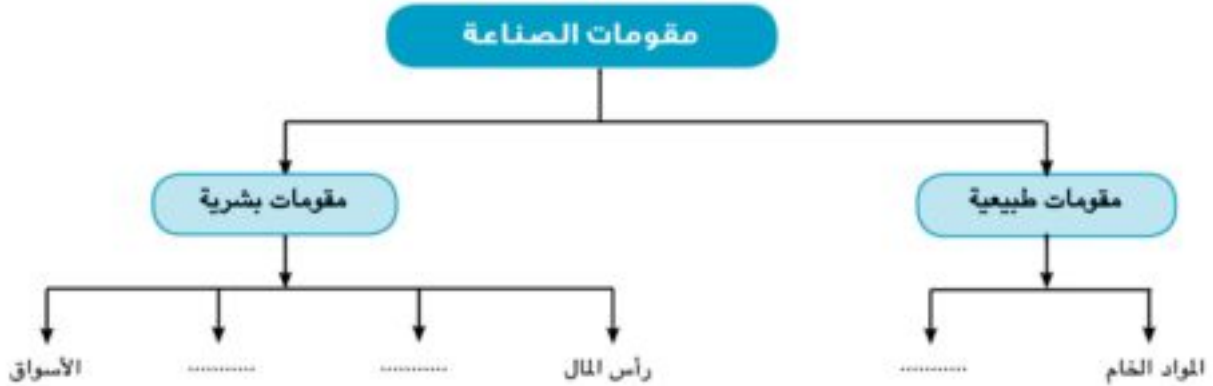 مقومات الصناعة
مقومات طبيعية
مقومات بشرية
المواد الخام
............
رأس المال
............
............
الأسواق